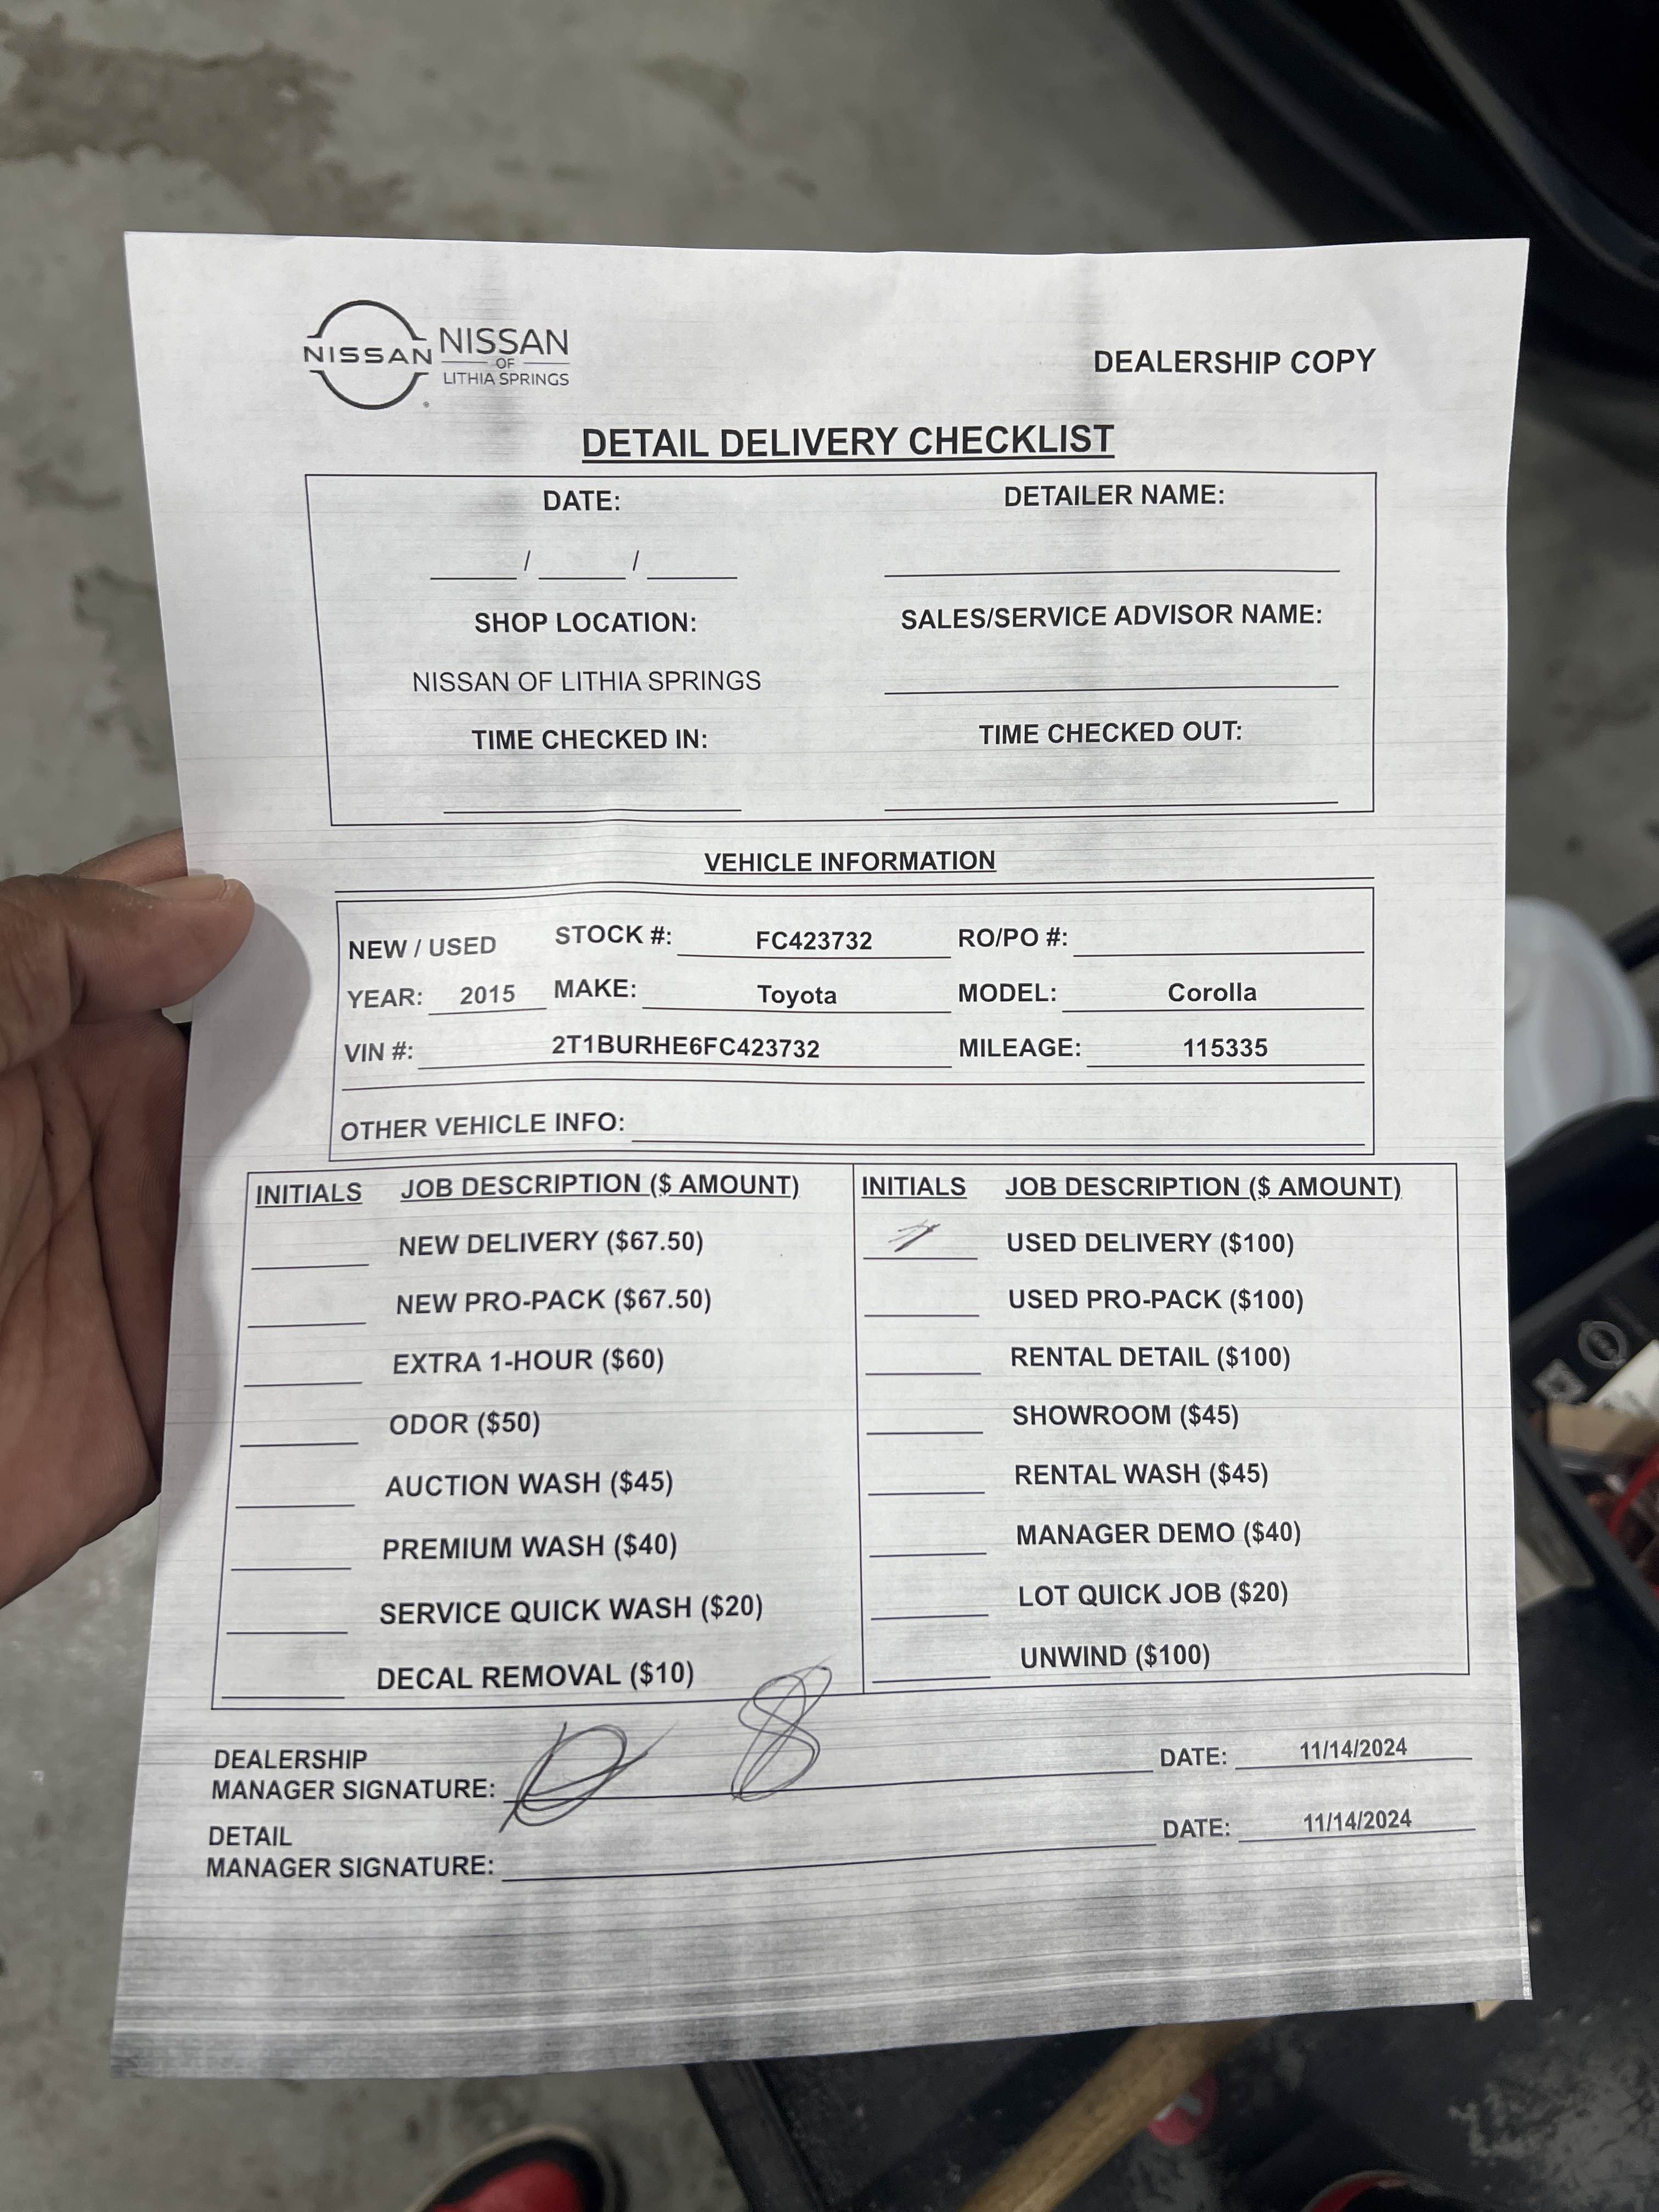 NISSAN
NISSAN
OF
LITHIA SPRINGS
DEALERSHIP COPY
DETAIL DELIVERY CHECKLIST
DATE:
DETAILER NAME:
/ /
SHOP LOCATION:
SALES/SERVICE ADVISOR NAME:
NISSAN OF LITHIA SPRINGS
TIME CHECKED IN:
TIME CHECKED OUT:
VEHICLE INFORMATION
NEW / USED STOCK #: FC423732 RO/PO #:
YEAR: 2015 MAKE: Toyota MODEL: Corolla
VIN #: 2T1BURHE6FC423732 MILEAGE: 115335
OTHER VEHICLE INFO:
INITIALS JOB DESCRIPTION ($ AMOUNT)
NEW DELIVERY ($67.50)
NEW PRO-PACK ($67.50)
EXTRA 1-HOUR ($60)
ODOR ($50)
AUCTION WASH ($45)
PREMIUM WASH ($40)
SERVICE QUICK WASH ($20)
DECAL REMOVAL ($10)
INITIALS JOB DESCRIPTION ($ AMOUNT)
USED DELIVERY ($100)
USED PRO-PACK ($100)
RENTAL DETAIL ($100)
SHOWROOM ($45)
RENTAL WASH ($45)
MANAGER DEMO ($40)
LOT QUICK JOB ($20)
UNWIND ($100)
DEALERSHIP
MANAGER SIGNATURE: DATE: 11/14/2024
DETAIL
MANAGER SIGNATURE: DATE: 11/14/2024